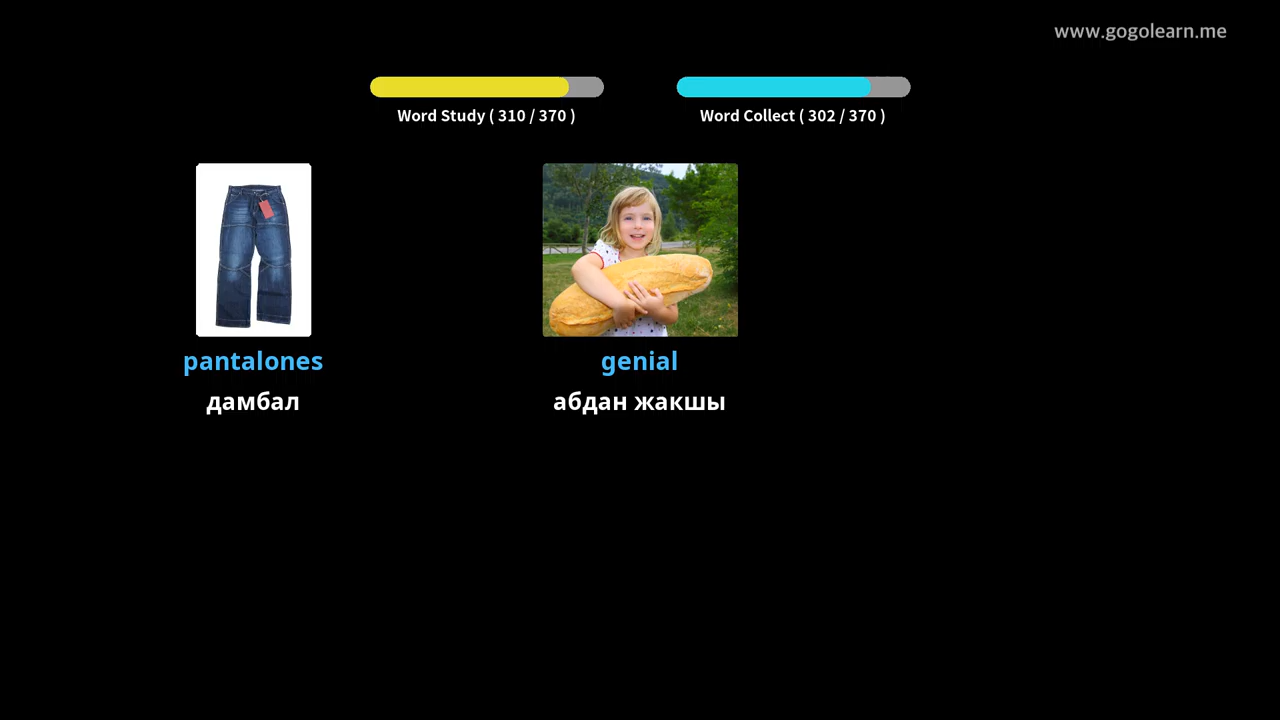 www.gogolearn.me
Word Study ( 310 / 370 )
Word Collect ( 302 / 370 )
pantalones
дамбал
genial
абдан жакшы